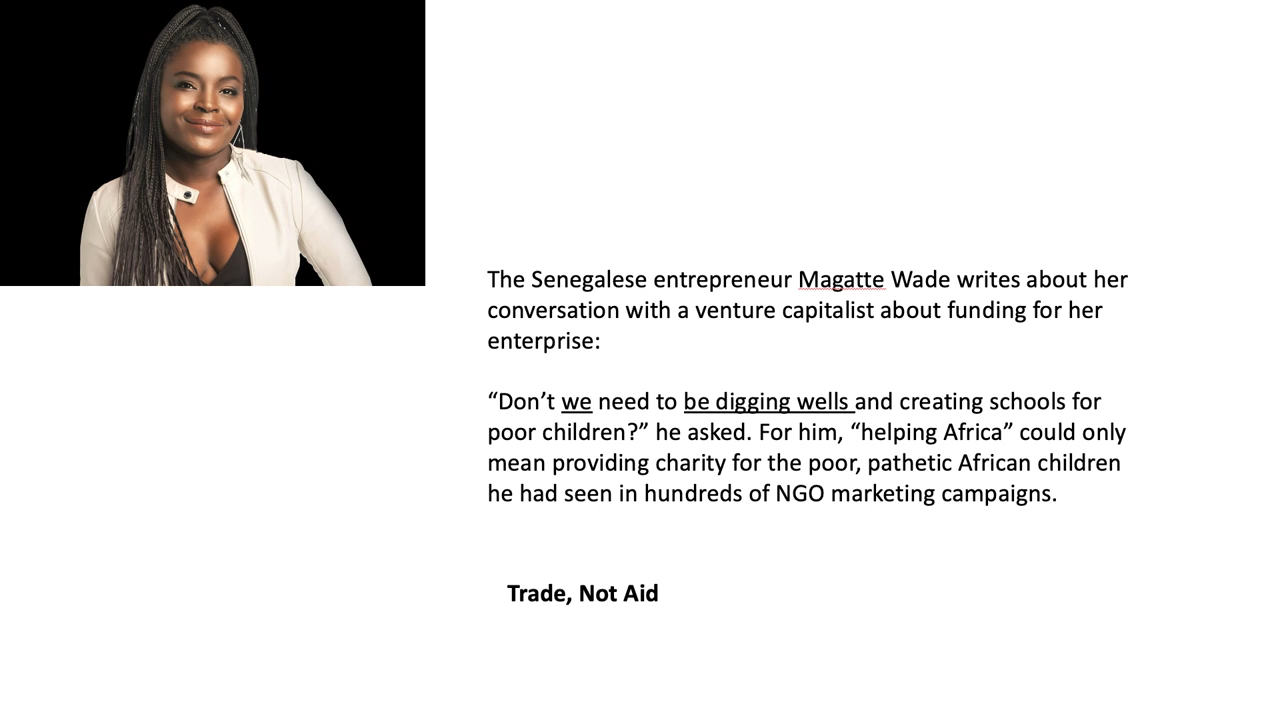 The Senegalese entrepreneur Magatte Wade writes about her
conversation with a venture capitalist about funding for her
enterprise:
“Don’t we need to be digging wells and creating schools for
poor children?” he asked. For him, “helping Africa” could only
mean providing charity for the poor, pathetic African children
he had seen in hundreds of NGO marketing campaigns.
Trade, Not Aid